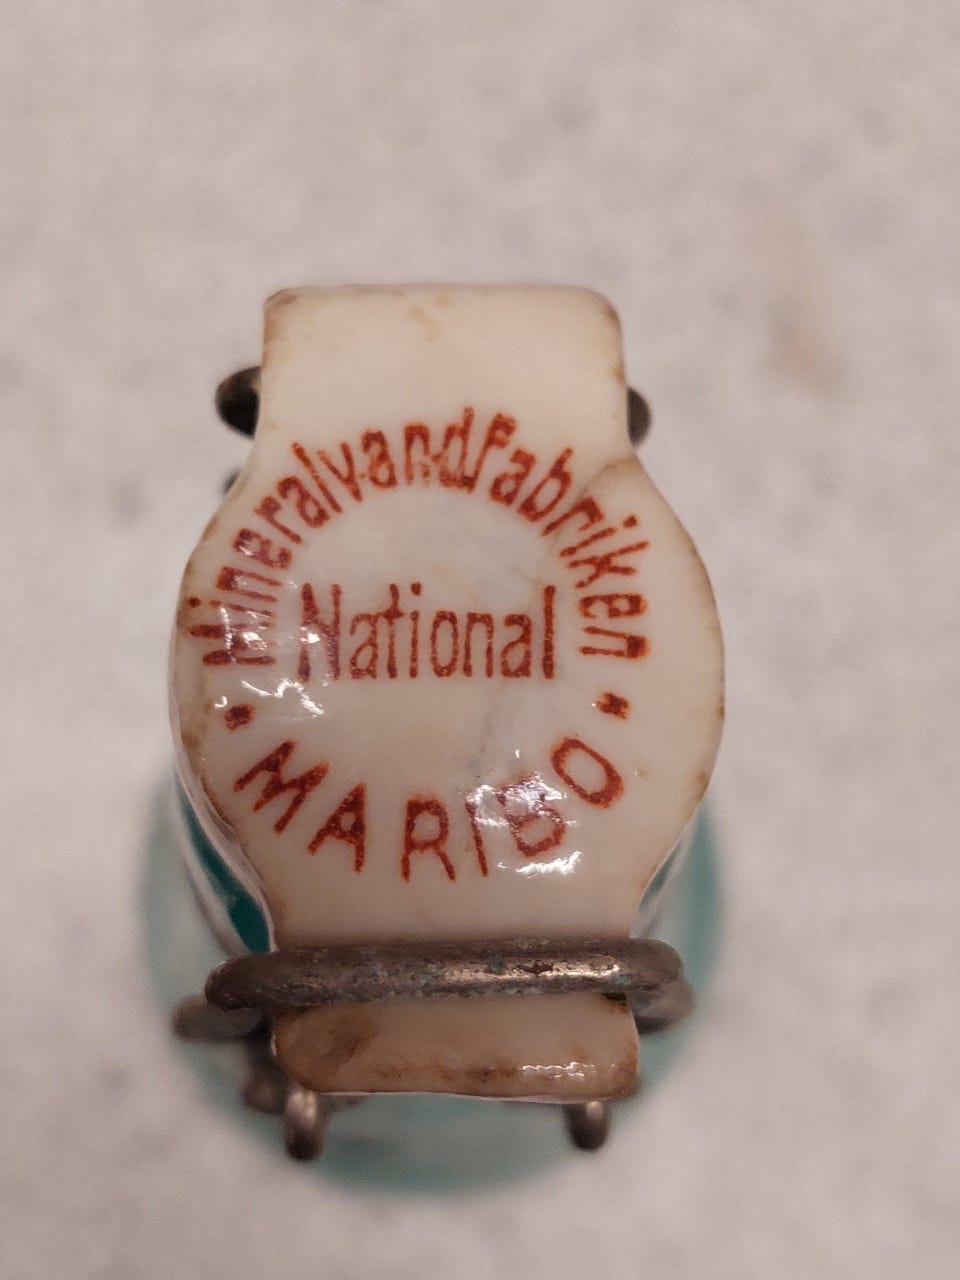 MineralvandFabriken
National
· MARIBO ·